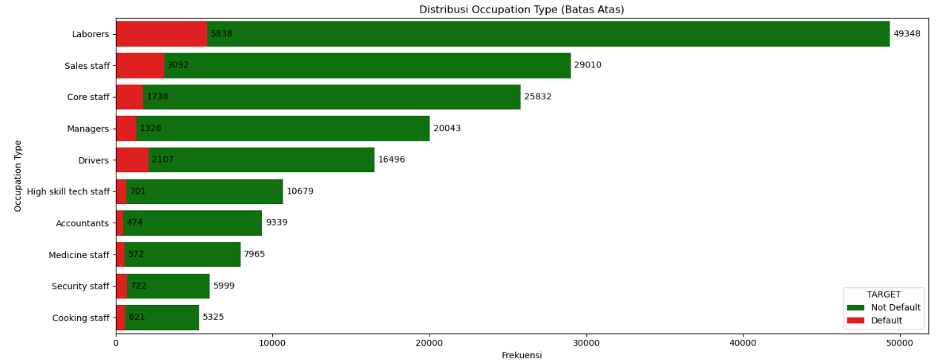 Distribusi Occupation Type (Batas Atas)
Occupation Type
Laborers 5838 49348
Sales staff 3092 29010
Core staff 1738 25832
Managers 1328 20043
Drivers 2107 16496
High skill tech staff 701 10679
Accountants 474 9339
Medicine staff 572 7965
Security staff 722 5999
Cooking staff 621 5325
TARGET
Not Default
Default
0 10000 20000 30000 40000 50000
Frekuensi